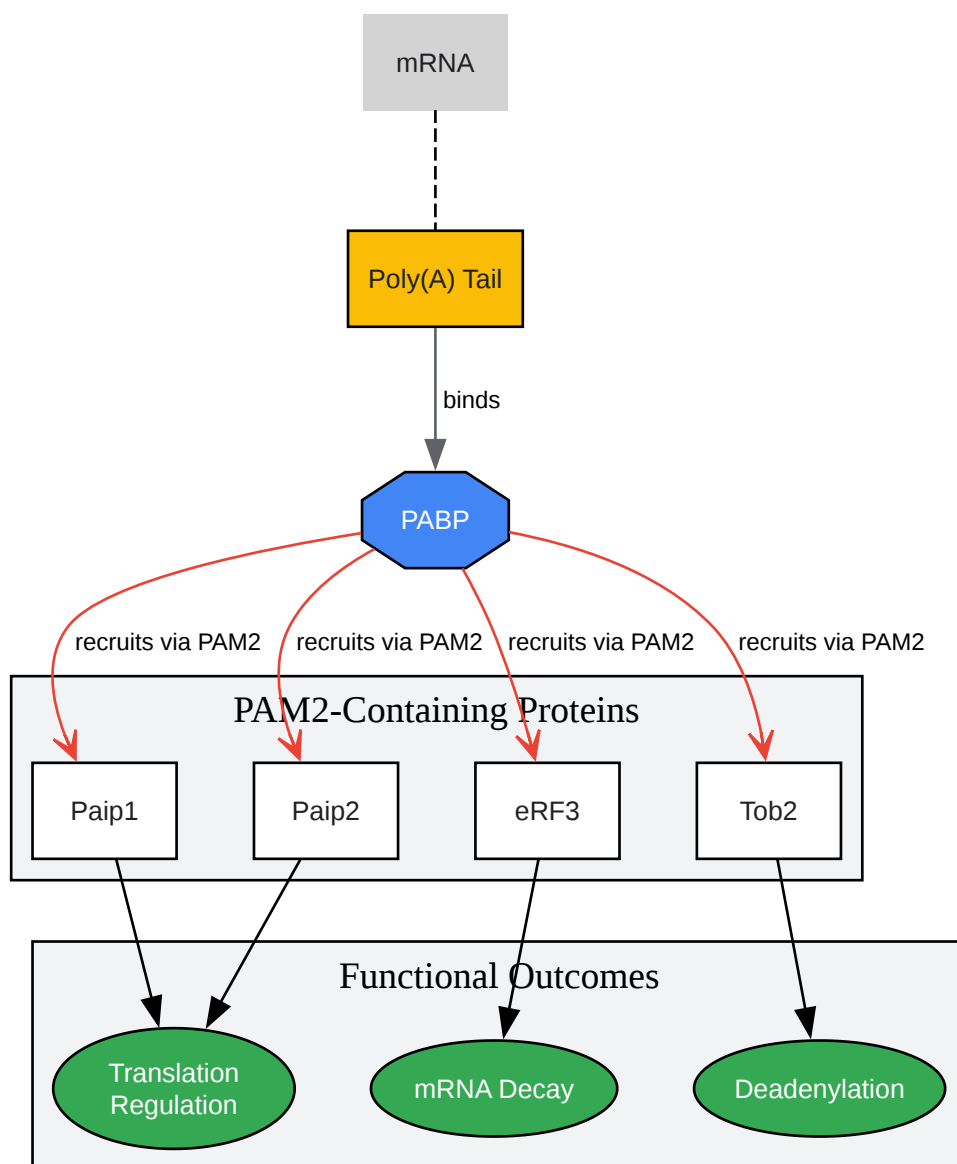 mRNA
Poly(A) Tail
binds
PABP
recruits via PAM2
recruits via PAM2
recruits via PAM2
recruits via PAM2
PAM2-Containing Proteins
Paip1
Paip2
eRF3
Tob2
Functional Outcomes
Translation
Regulation
mRNA Decay
Deadenylation